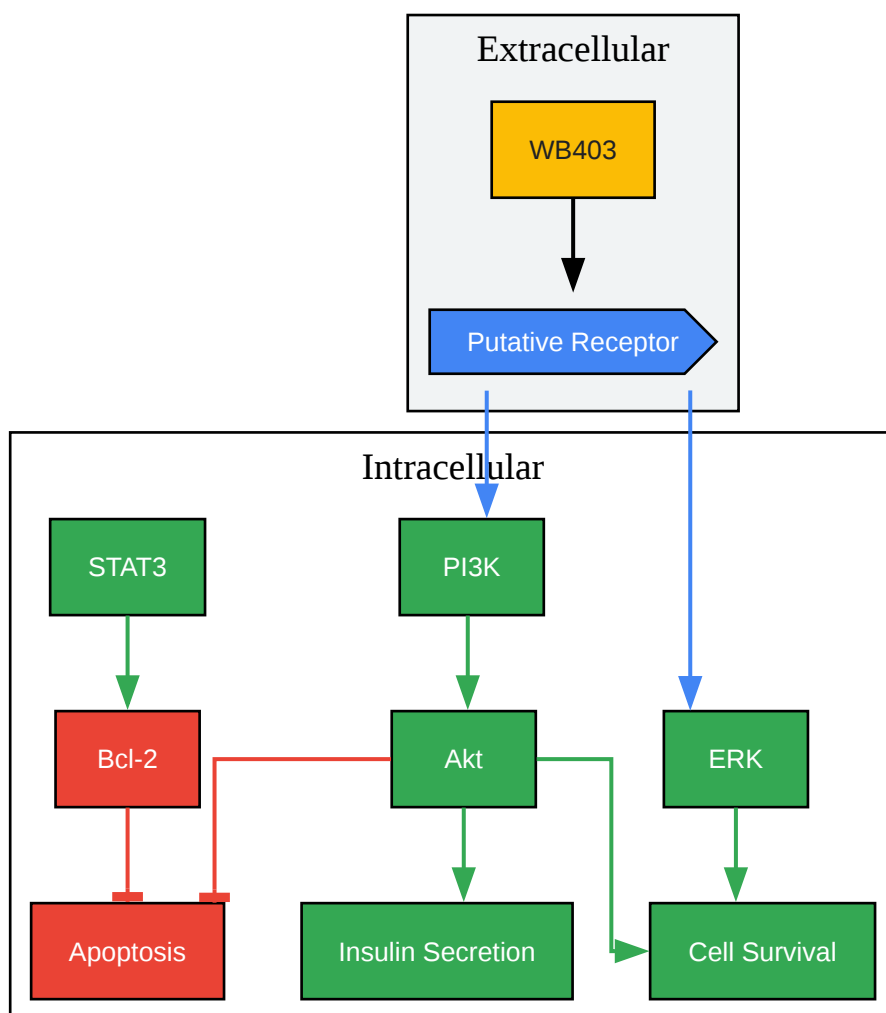 Extracellular
WB403
Putative Receptor
Intracellular
STAT3
PI3K
Bcl-2
Akt
ERK
Apoptosis
Insulin Secretion
Cell Survival